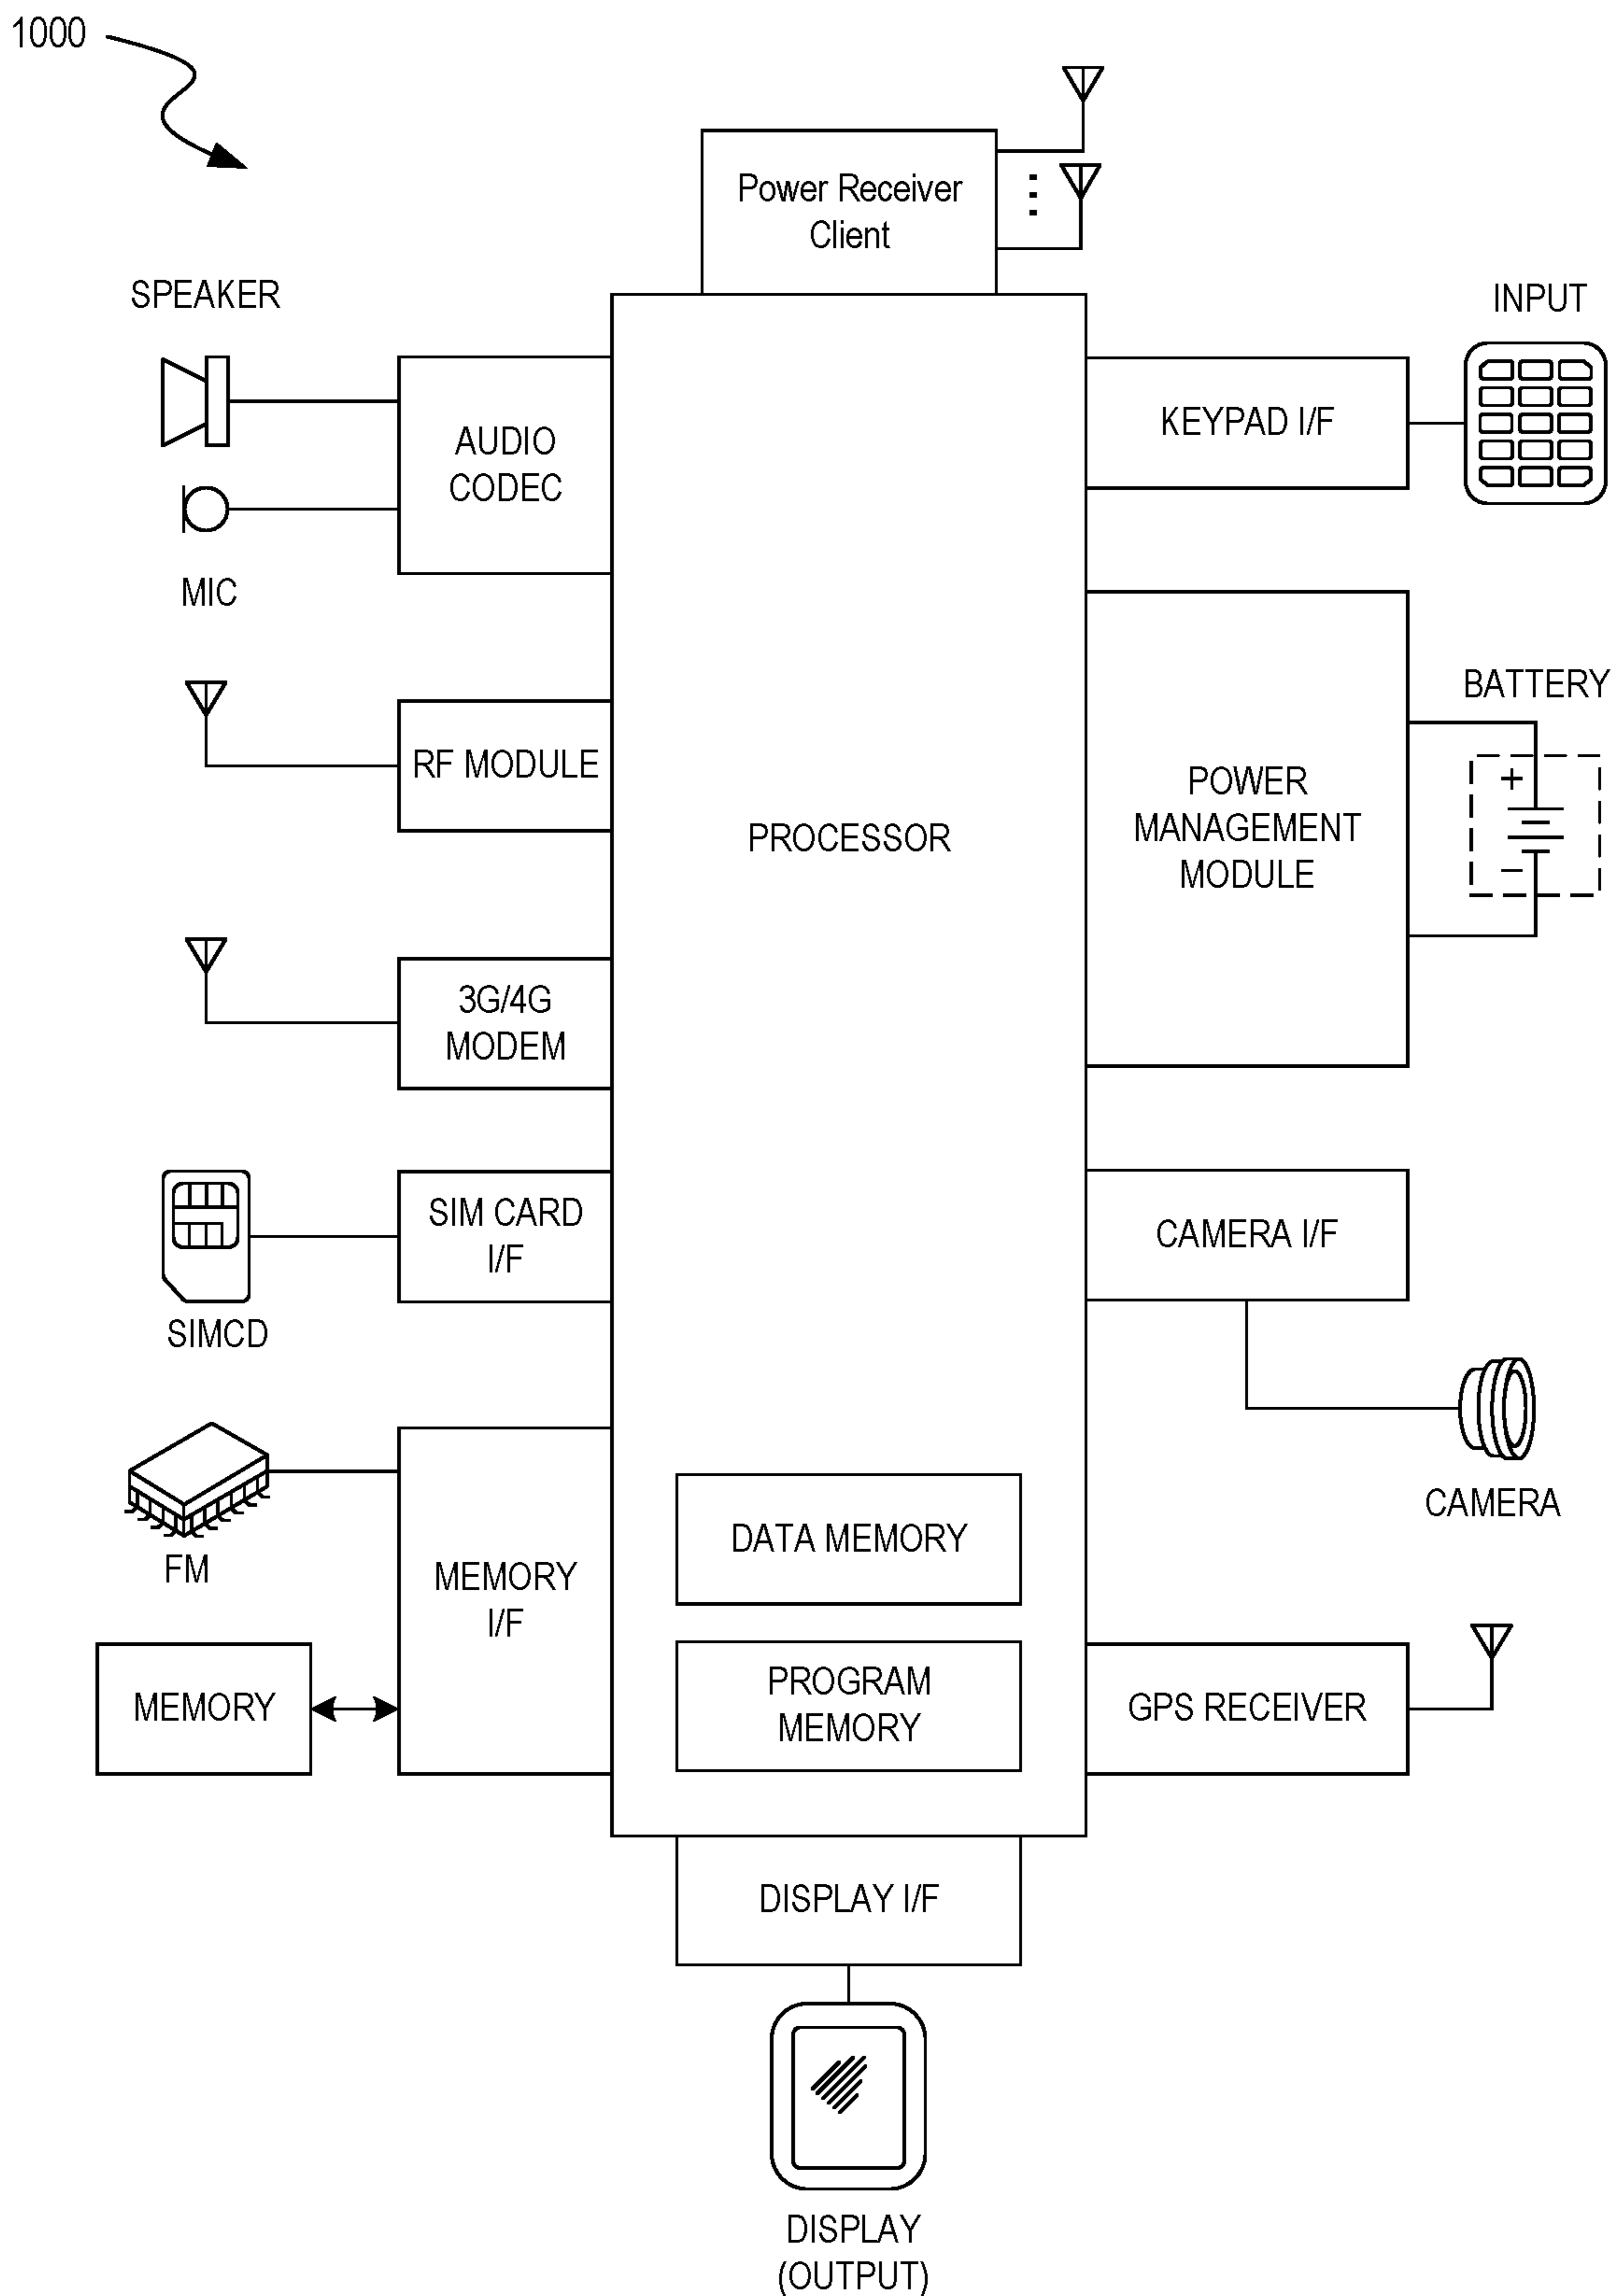 1000
Power Receiver
Client
SPEAKER
INPUT
AUDIO
CODEC
KEYPAD I/F
MIC
BATTERY
RF MODULE
PROCESSOR
POWER
MANAGEMENT
MODULE
+
−
3G/4G
MODEM
SIM CARD
I/F
CAMERA I/F
SIMCD
CAMERA
DATA MEMORY
FM
MEMORY
I/F
MEMORY
PROGRAM
MEMORY
GPS RECEIVER
DISPLAY I/F
DISPLAY
(OUTPUT)